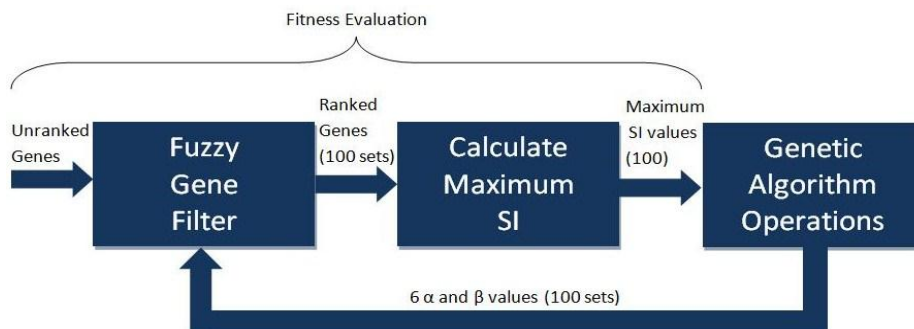 Fitness Evaluation
Unranked
Genes
Fuzzy
Gene
Filter
Ranked
Genes
(100 sets)
Calculate
Maximum
SI
Maximum
SI values
(100)
Genetic
Algorithm
Operations
6 α and β values (100 sets)